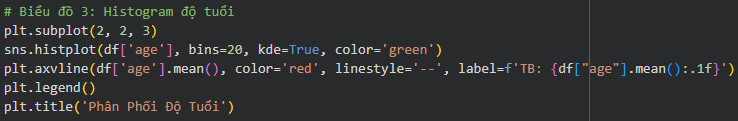 # Biểu đồ 3: Histogram độ tuổi
plt.subplot(2, 2, 3)
sns.histplot(df['age'], bins=20, kde=True, color='green')
plt.axvline(df['age'].mean(), color='red', linestyle='--', label=f'TB: {df["age"].mean():.1f}')
plt.legend()
plt.title('Phân Phối Độ Tuổi')